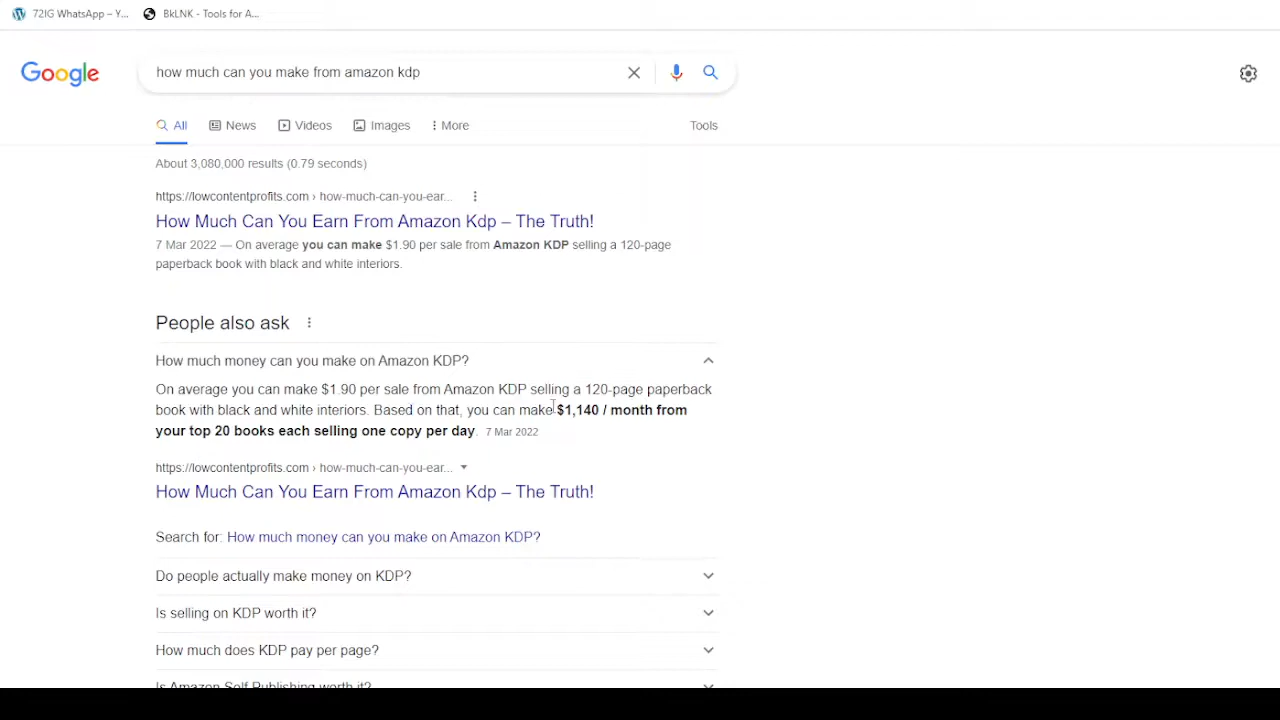 72IG WhatsApp – Y... BkLNK - Tools for A...
Google
how much can you make from amazon kdp
All News Videos Images More Tools
About 3,080,000 results (0.79 seconds)
https://lowcontentprofits.com › how-much-can-you-ear...
How Much Can You Earn From Amazon Kdp – The Truth!
7 Mar 2022 — On average you can make $1.90 per sale from Amazon KDP selling a 120-page
paperback book with black and white interiors.
People also ask
How much money can you make on Amazon KDP?
On average you can make $1.90 per sale from Amazon KDP selling a 120-page paperback
book with black and white interiors. Based on that, you can make $1,140 / month from
your top 20 books each selling one copy per day. 7 Mar 2022
https://lowcontentprofits.com › how-much-can-you-ear...
How Much Can You Earn From Amazon Kdp – The Truth!
Search for: How much money can you make on Amazon KDP?
Do people actually make money on KDP?
Is selling on KDP worth it?
How much does KDP pay per page?
Is Amazon Self Publishing worth it?